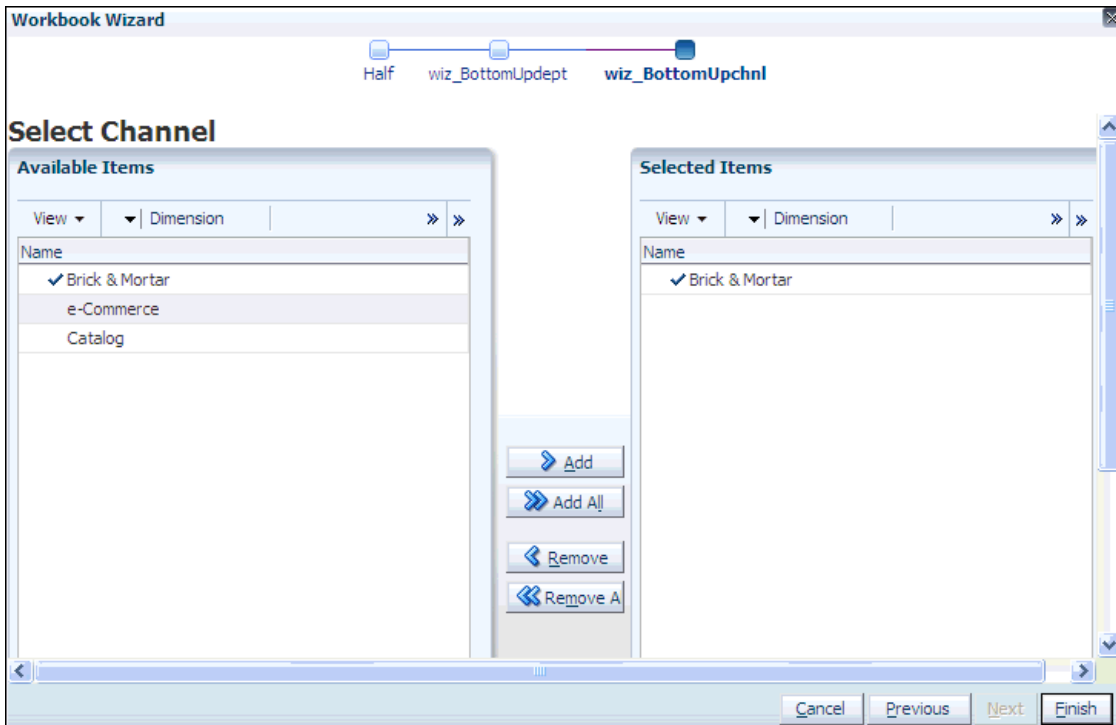 Workbook Wizard
Half wiz_BottomUpdept wiz_BottomUpchnl
Select Channel
Available Items
View Dimension
Name
Brick & Mortar
e-Commerce
Catalog
Add
Add All
Remove
Remove A
Selected Items
View Dimension
Name
Brick & Mortar
Cancel Previous Next Finish